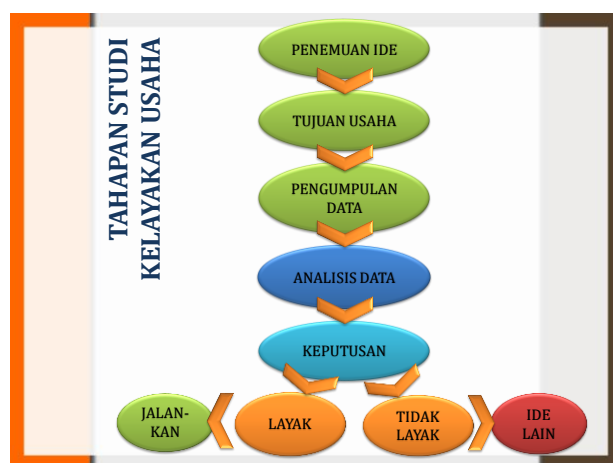 TAHAPAN STUDI
KELAYAKAN USAHA
PENEMUAN IDE
TUJUAN USAHA
PENGUMPULAN
DATA
ANALISIS DATA
KEPUTUSAN
JALAN-
KAN
LAYAK
TIDAK
LAYAK
IDE
LAIN